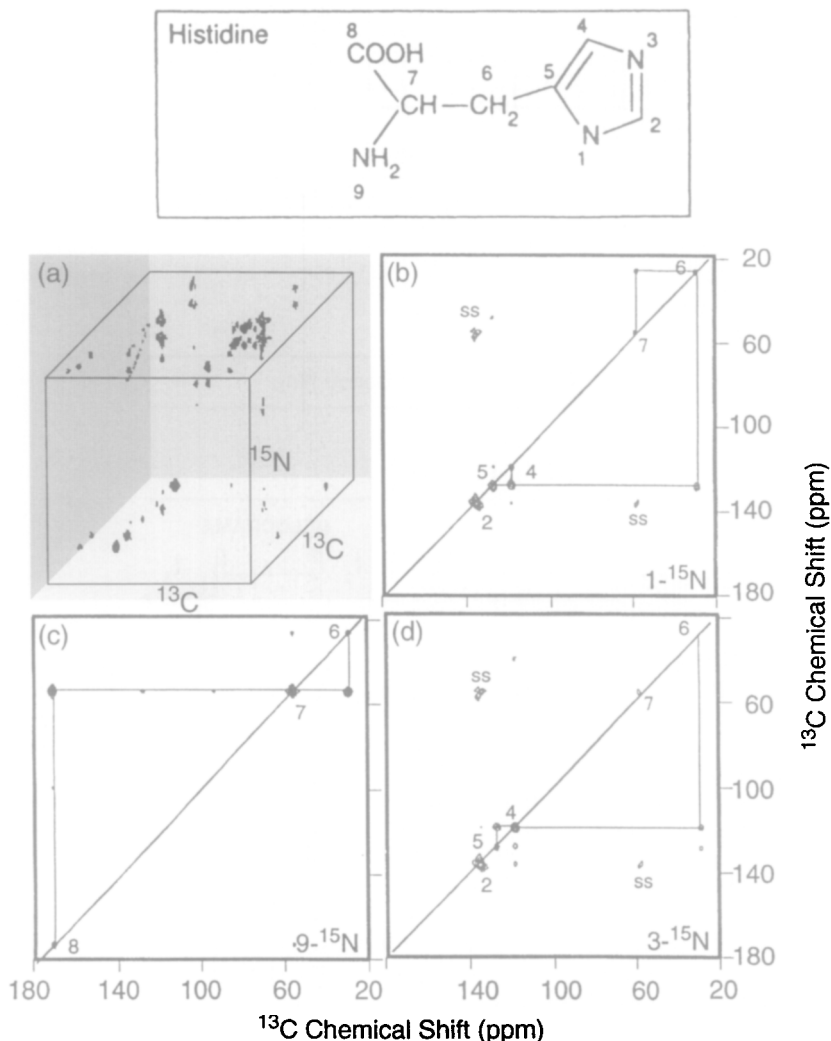 Histidine
8
COOH
7
CH
6
CH2
5
4
N
3
2
N
1
NH2
9
(a)
15N
13C
13C
(b)
20
6
ss
60
7
100
5
4
140
2
ss
1-15N
180
(c)
6
7
8
9-15N
(d)
6
ss
7
60
4
100
5
2
140
ss
3-15N
180
180 140 100 60 20
140 100 60 20
13C Chemical Shift (ppm)
13C Chemical Shift (ppm)